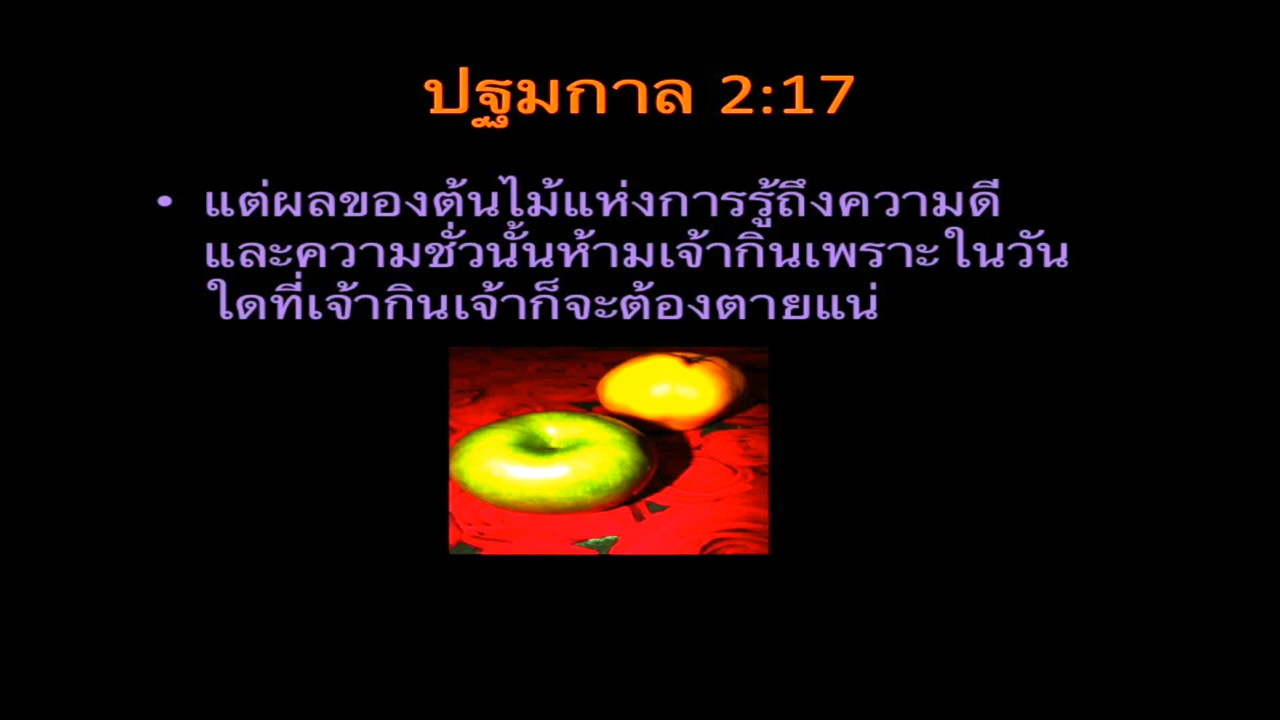 ปฐมกาล 2:17
• แต่ผลของต้นไม้แห่งการรู้ถึงความดี
และความชั่วนั้นห้ามเจ้ากินเพราะในวัน
ใดที่เจ้ากินเจ้าก็จะต้องตายแน่